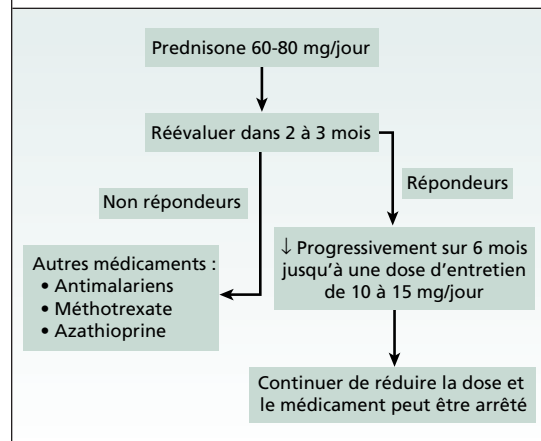 Prednisone 60-80 mg/jour
Réévaluer dans 2 à 3 mois
Non répondeurs
Répondeurs
Autres médicaments :
• Antimalariens
• Méthotrexate
• Azathioprine
↓ Progressivement sur 6 mois
jusqu’à une dose d’entretien
de 10 à 15 mg/jour
Continuer de réduire la dose et
le médicament peut être arrêté